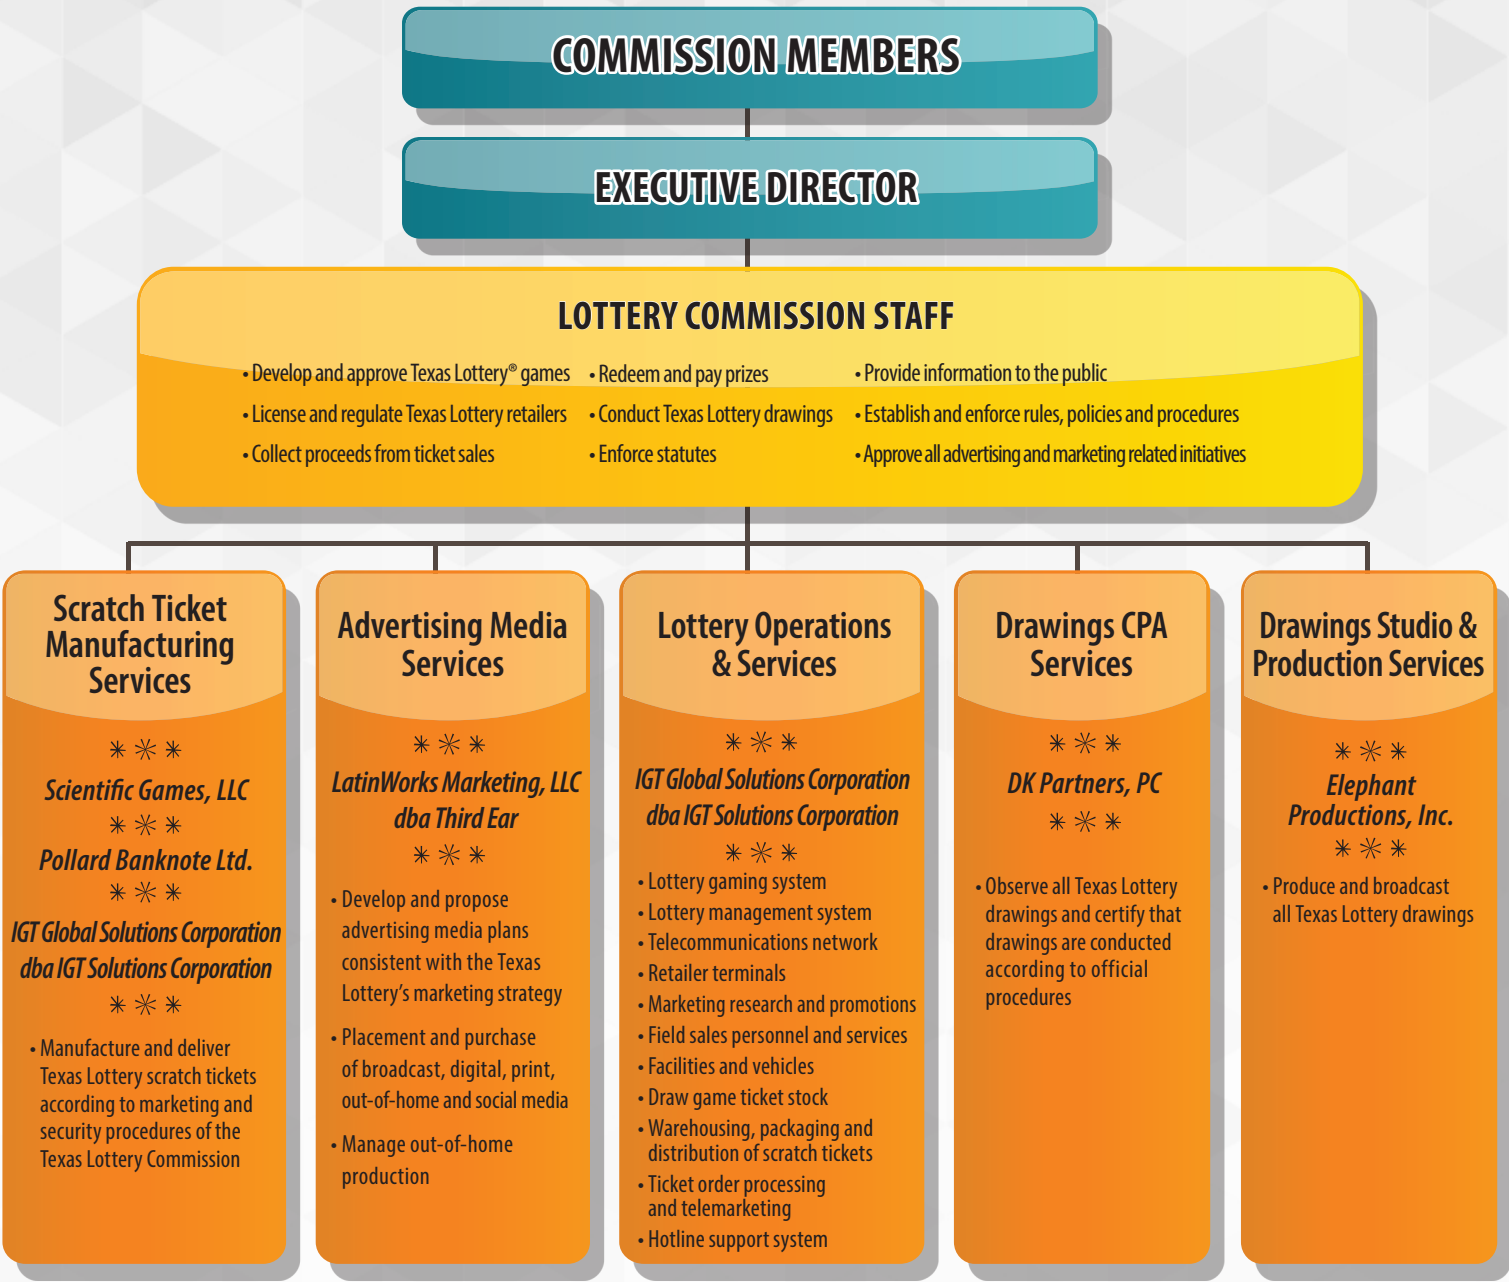 COMMISSION MEMBERS
EXECUTIVE DIRECTOR
LOTTERY COMMISSION STAFF
• Develop and approve Texas Lottery® games
• License and regulate Texas Lottery retailers
• Collect proceeds from ticket sales
• Redeem and pay prizes
• Conduct Texas Lottery drawings
• Enforce statutes
• Provide information to the public
• Establish and enforce rules, policies and procedures
• Approve all advertising and marketing related initiatives
Scratch Ticket
Manufacturing
Services
Scientific Games, LLC
Pollard Banknote Ltd.
IGT Global Solutions Corporation
dba IGT Solutions Corporation
• Manufacture and deliver
Texas Lottery scratch tickets
according to marketing and
security procedures of the
Texas Lottery Commission
Advertising Media
Services
LatinWorks Marketing, LLC
dba Third Ear
• Develop and propose
advertising media plans
consistent with the Texas
Lottery's marketing strategy
• Placement and purchase
of broadcast, digital, print,
out-of-home and social media
• Manage out-of-home
production
Lottery Operations
& Services
IGT Global Solutions Corporation
dba IGT Solutions Corporation
• Lottery gaming system
• Lottery management system
• Telecommunications network
• Retailer terminals
• Marketing research and promotions
• Field sales personnel and services
• Facilities and vehicles
• Draw game ticket stock
• Warehousing, packaging and
distribution of scratch tickets
• Ticket order processing
and telemarketing
• Hotline support system
Drawings CPA
Services
DK Partners, PC
• Observe all Texas Lottery
drawings and certify that
drawings are conducted
according to official
procedures
Drawings Studio &
Production Services
Elephant
Productions, Inc.
• Produce and broadcast
all Texas Lottery drawings